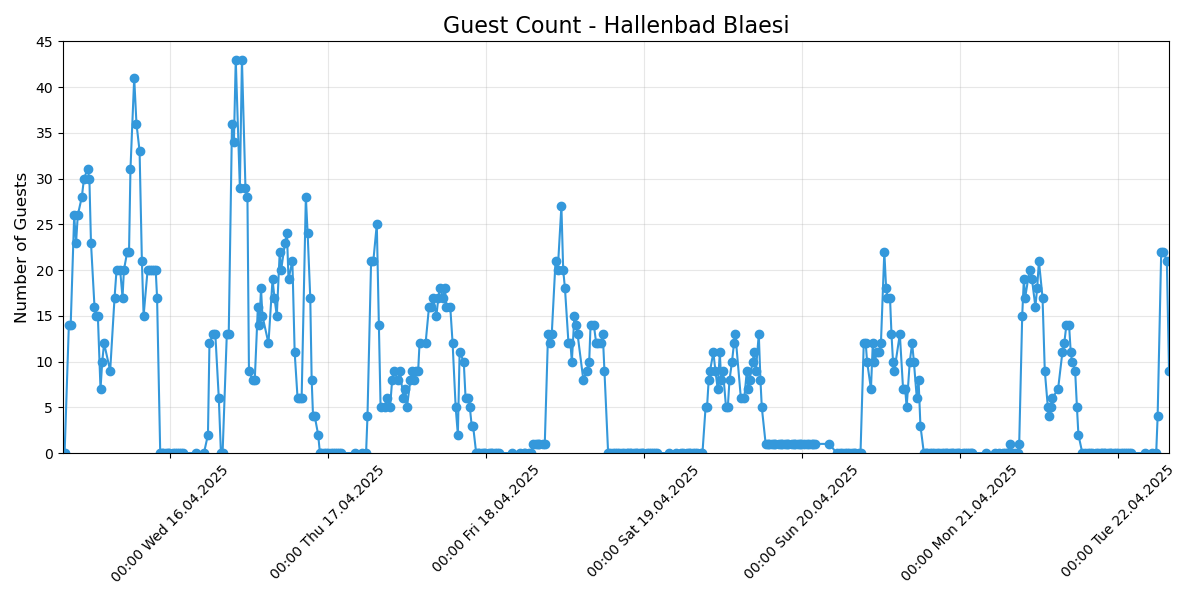 Guest Count - Hallenbad Blaesi
Number of Guests
45
40
35
30
25
20
15
10
5
0
00:00 Wed 16.04.2025
00:00 Thu 17.04.2025
00:00 Fri 18.04.2025
00:00 Sat 19.04.2025
00:00 Sun 20.04.2025
00:00 Mon 21.04.2025
00:00 Tue 22.04.2025